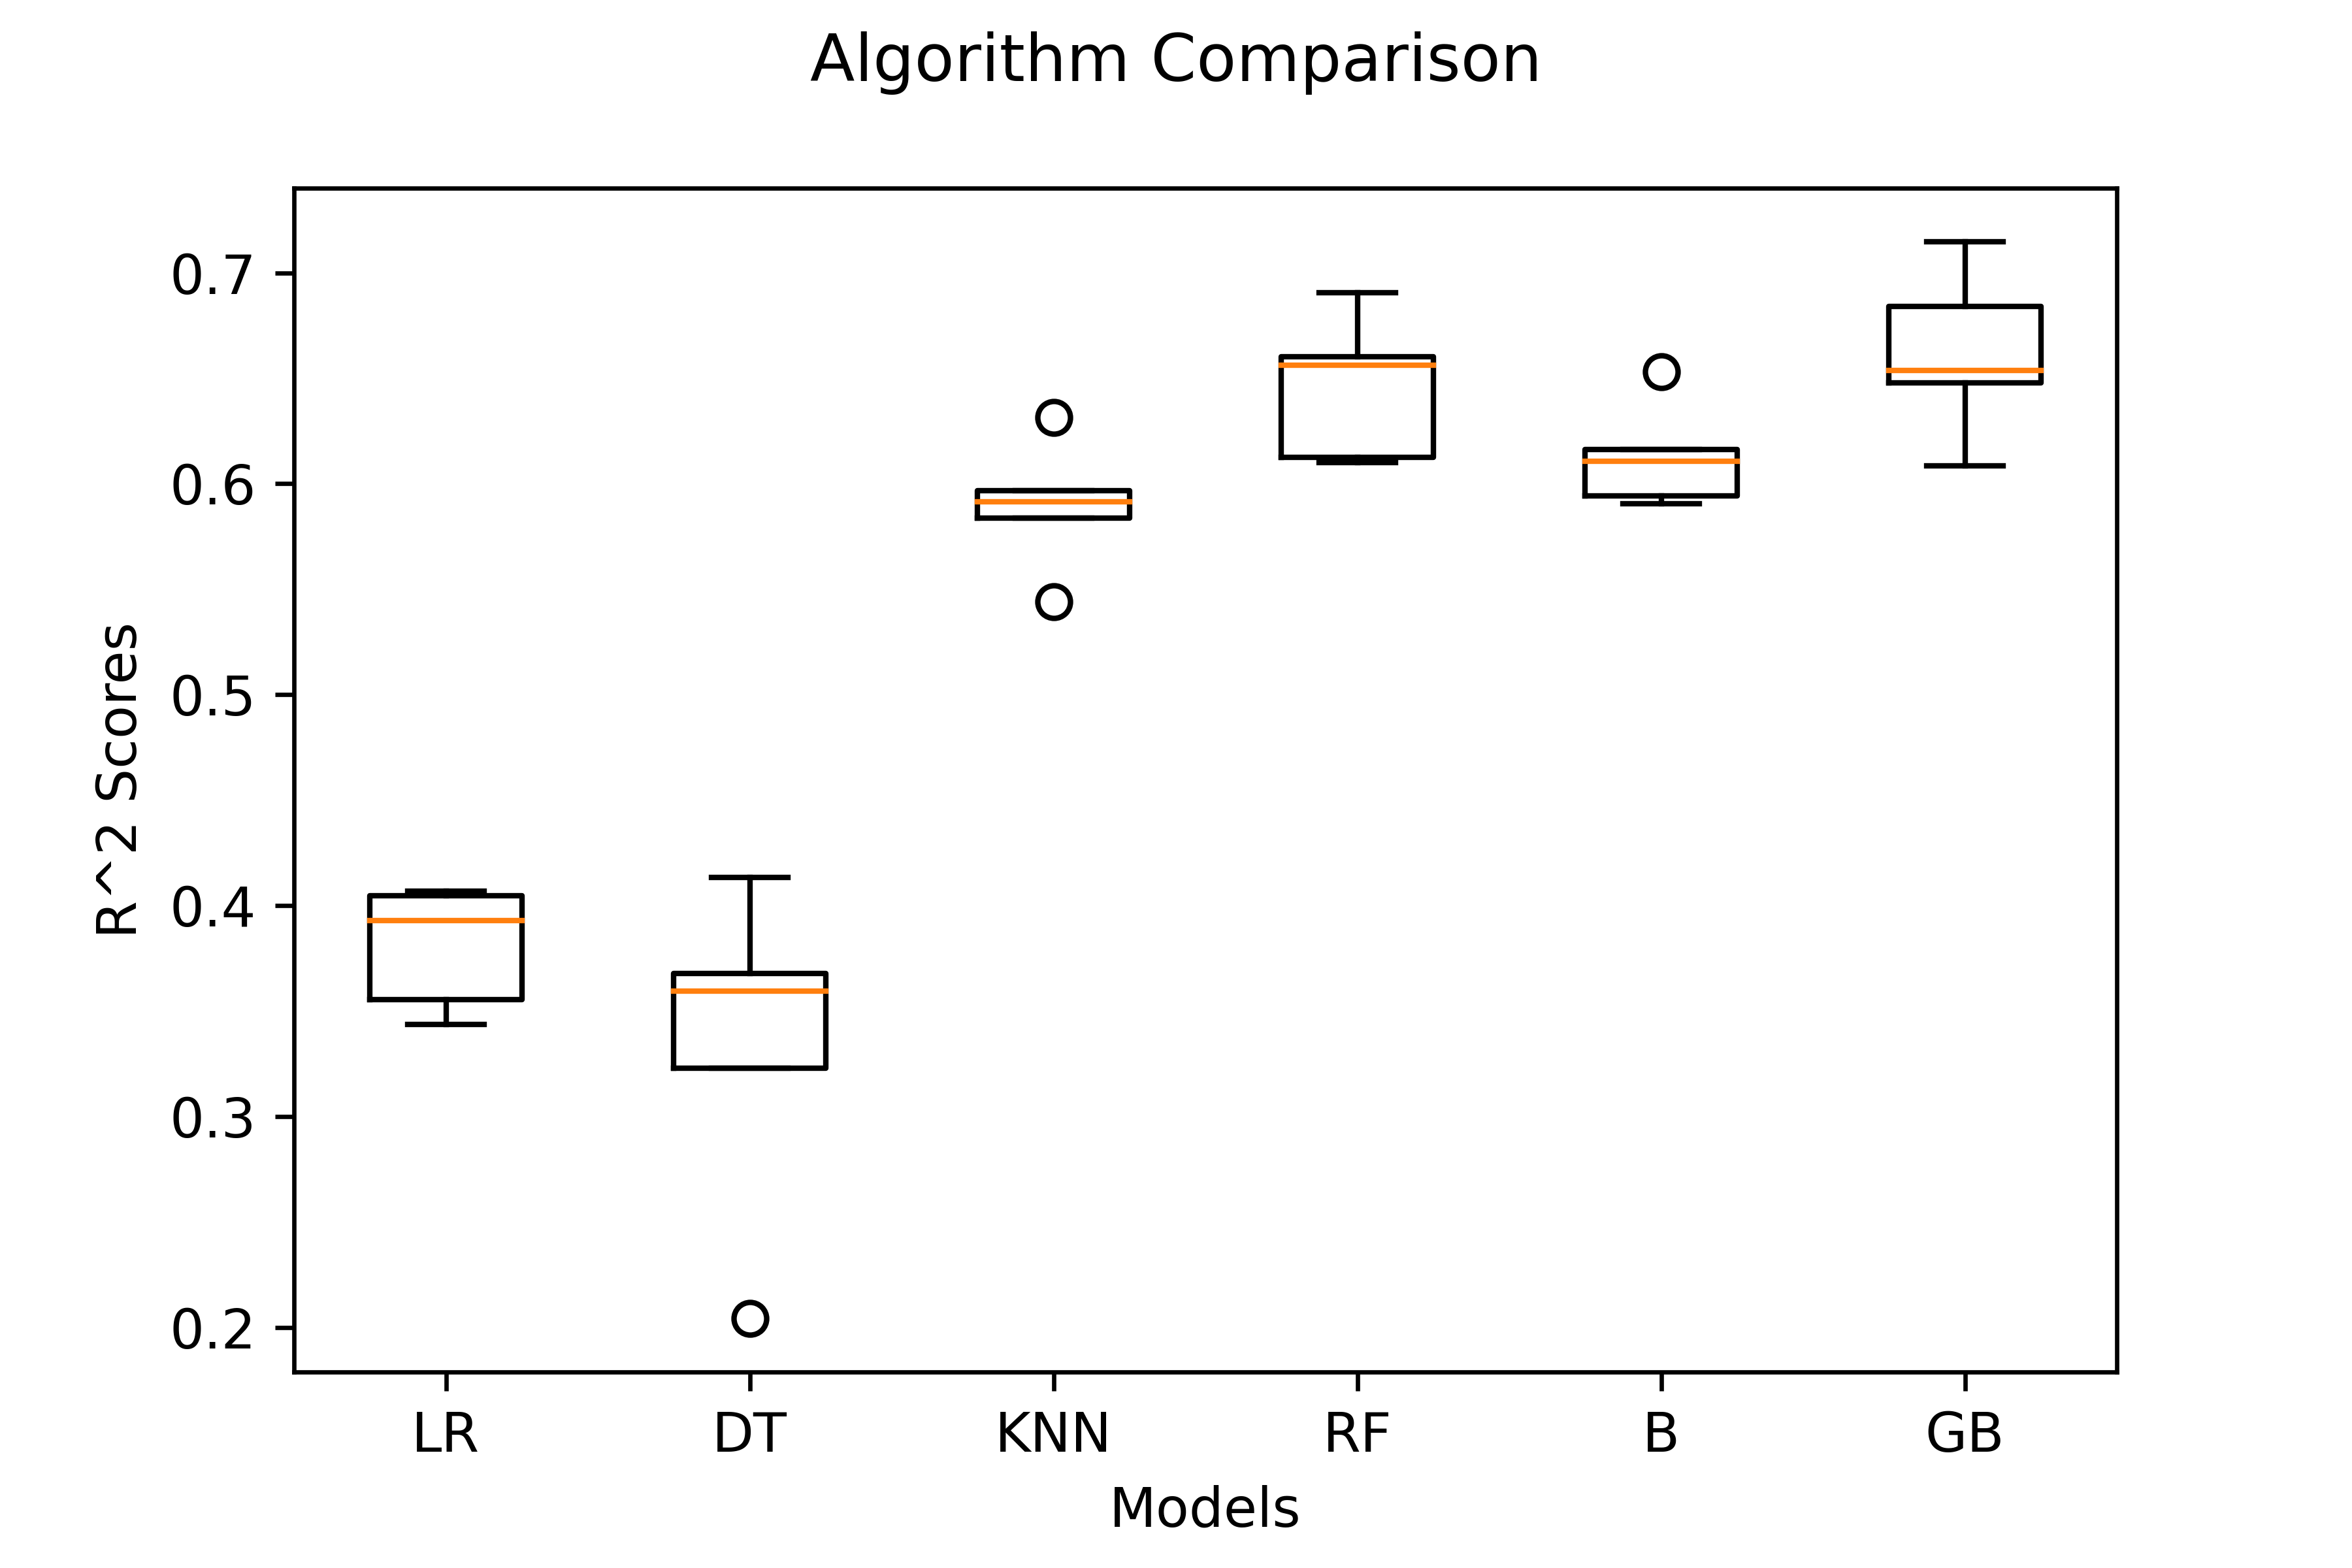 Algorithm Comparison
0.7
0.6
0.5
0.4
0.3
0.2
R^2 Scores
LR
DT
KNN
RF
B
GB
Models